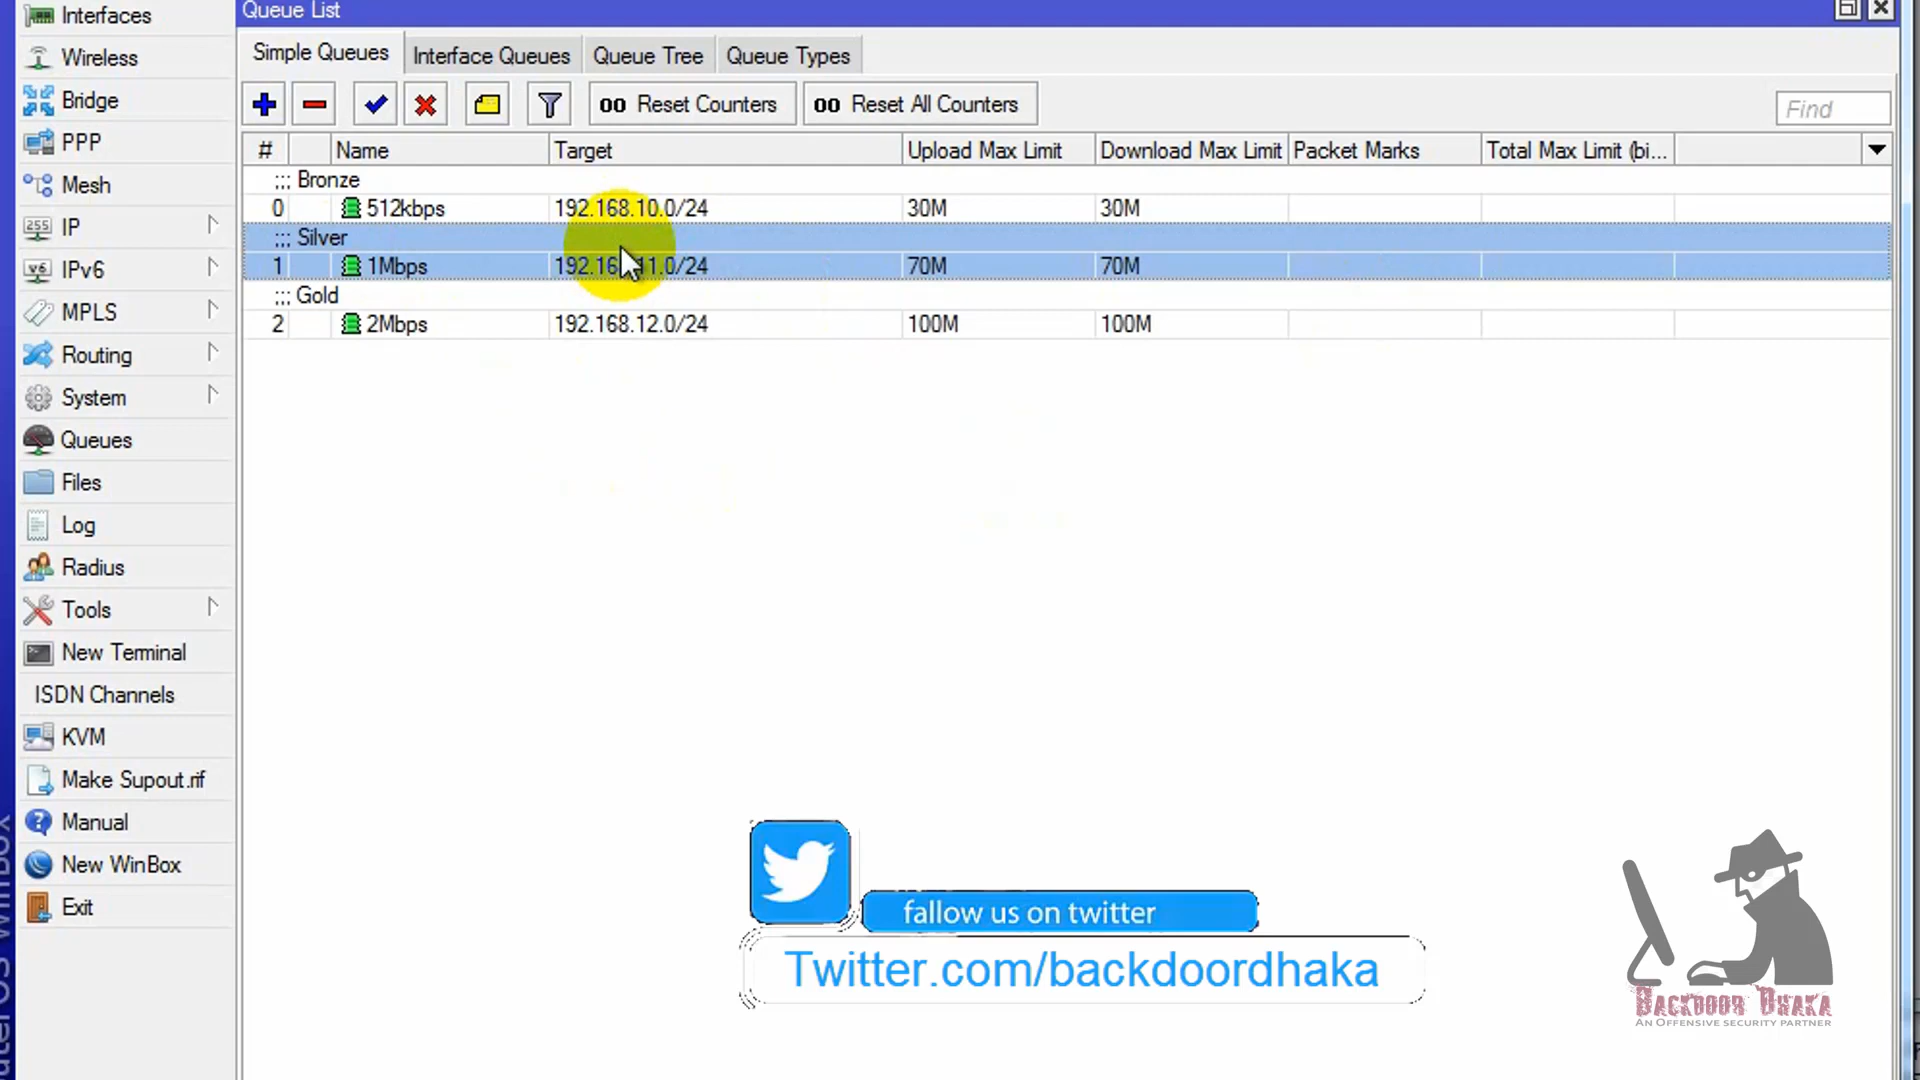 Queue List
Interfaces
Wireless
Bridge
PPP
Mesh
255 IP
v6 IPv6
MPLS
Routing
System
Queues
Files
Log
Radius
Tools
New Terminal
ISDN Channels
KVM
Make Supout.rif
Manual
New WinBox
Exit
Simple Queues Interface Queues Queue Tree Queue Types
00 Reset Counters 00 Reset All Counters Find
# Name Target Upload Max Limit Download Max Limit Packet Marks Total Max Limit (bi...
;;; Bronze
0 512kbps 192.168.10.0/24 30M 30M
;;; Silver
1 1Mbps 192.16 11.0/24 70M 70M
;;; Gold
2 2Mbps 192.168.12.0/24 100M 100M
fallow us on twitter
Twitter.com/backdoordhaka
BACKDOOR DHAKA
AN OFFENSIVE SECURITY PARTNER
uterOS WinBox